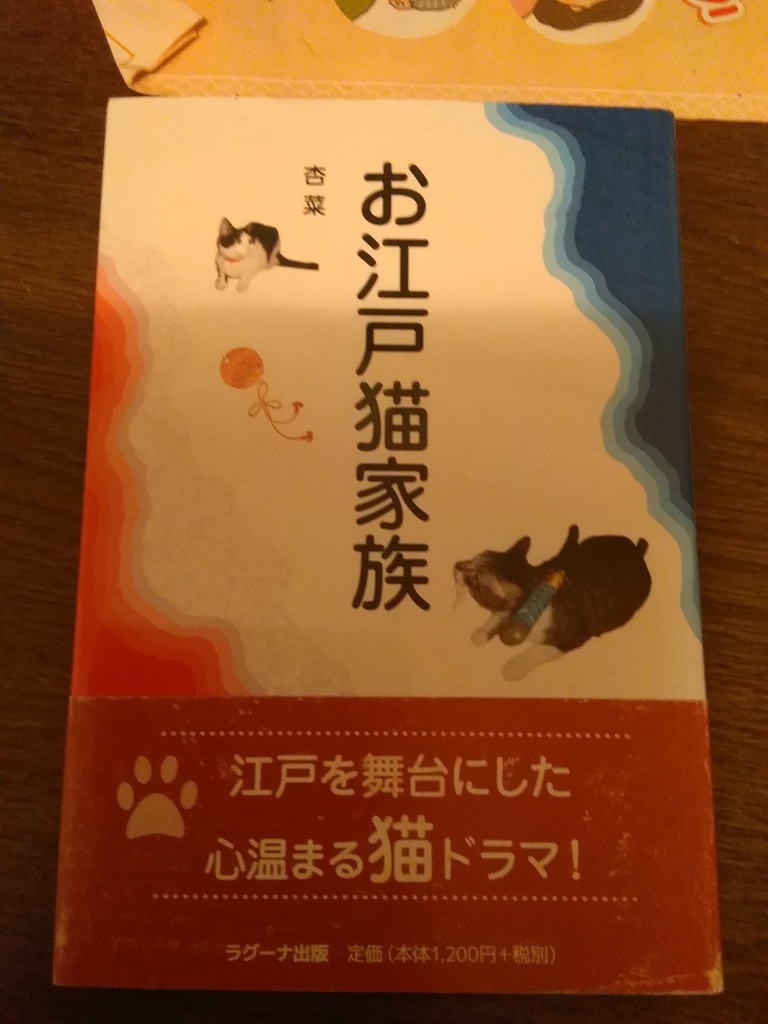 お江戸猫家族
杏菜
江戸を舞台にした
心温まる猫ドラマ！
ラグーナ出版 定価（本体1,200円＋税別）